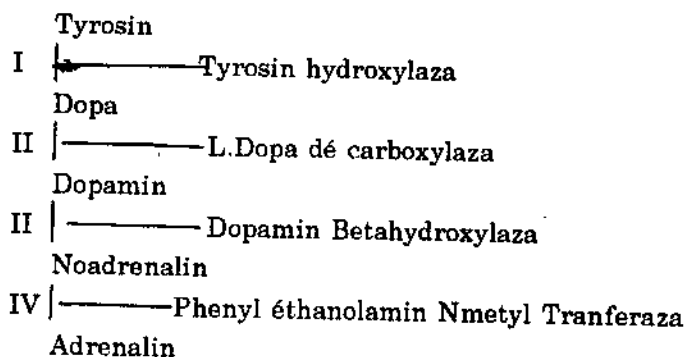 Tyrosin
I Tyrosin hydroxylaza
Dopa
II L.Dopa dé carboxylaza
Dopamin
II Dopamin Betahydroxylaza
Noadrenalin
IV Phenyl éthanolamin Nmetyl Tranferaza
Adrenalin